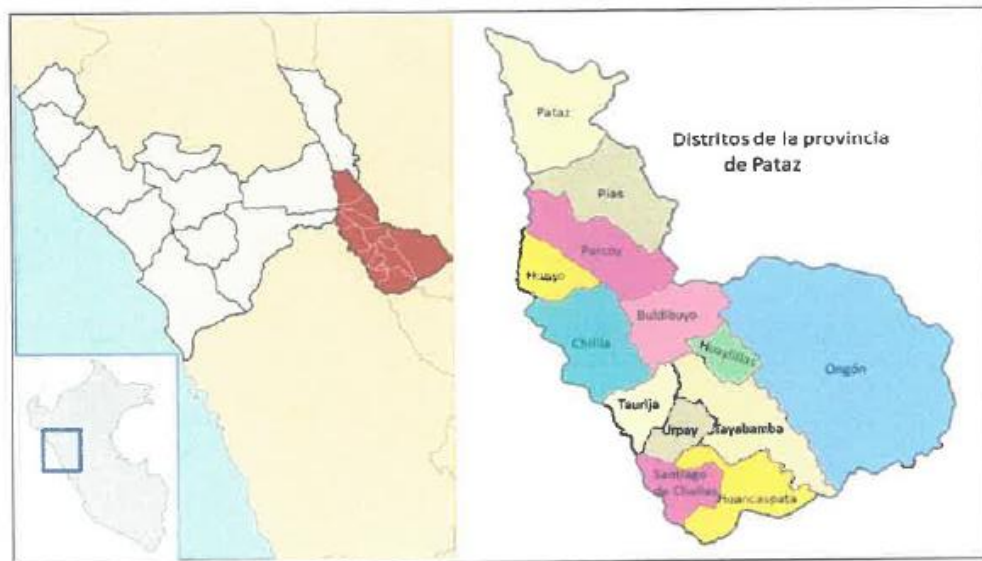 Distritos de la provincia
de Pataz
Pataz
Pias
Parcoy
Huayo
Buldibuyo
Chillia
Huaylillas
Ongón
Taurija
Urpay
Tayabamba
Santiago
de Challas
Huancaspata